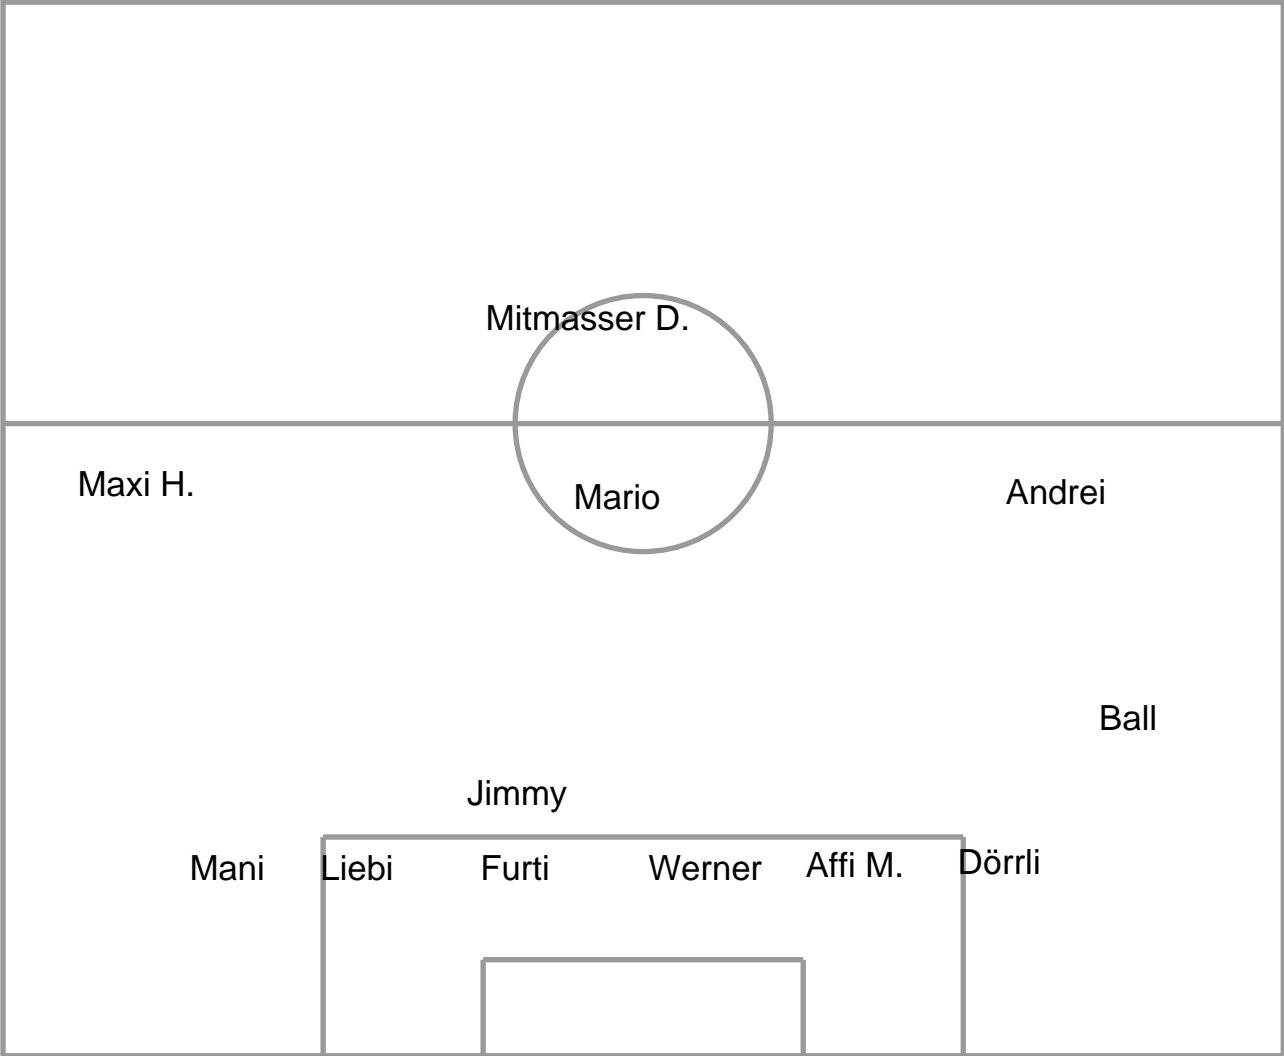 Mitmasser D.
Maxi H.
Mario
Andrei
Ball
Jimmy
Mani
Liebi
Furti
Werner
Affi M.
Dörrli